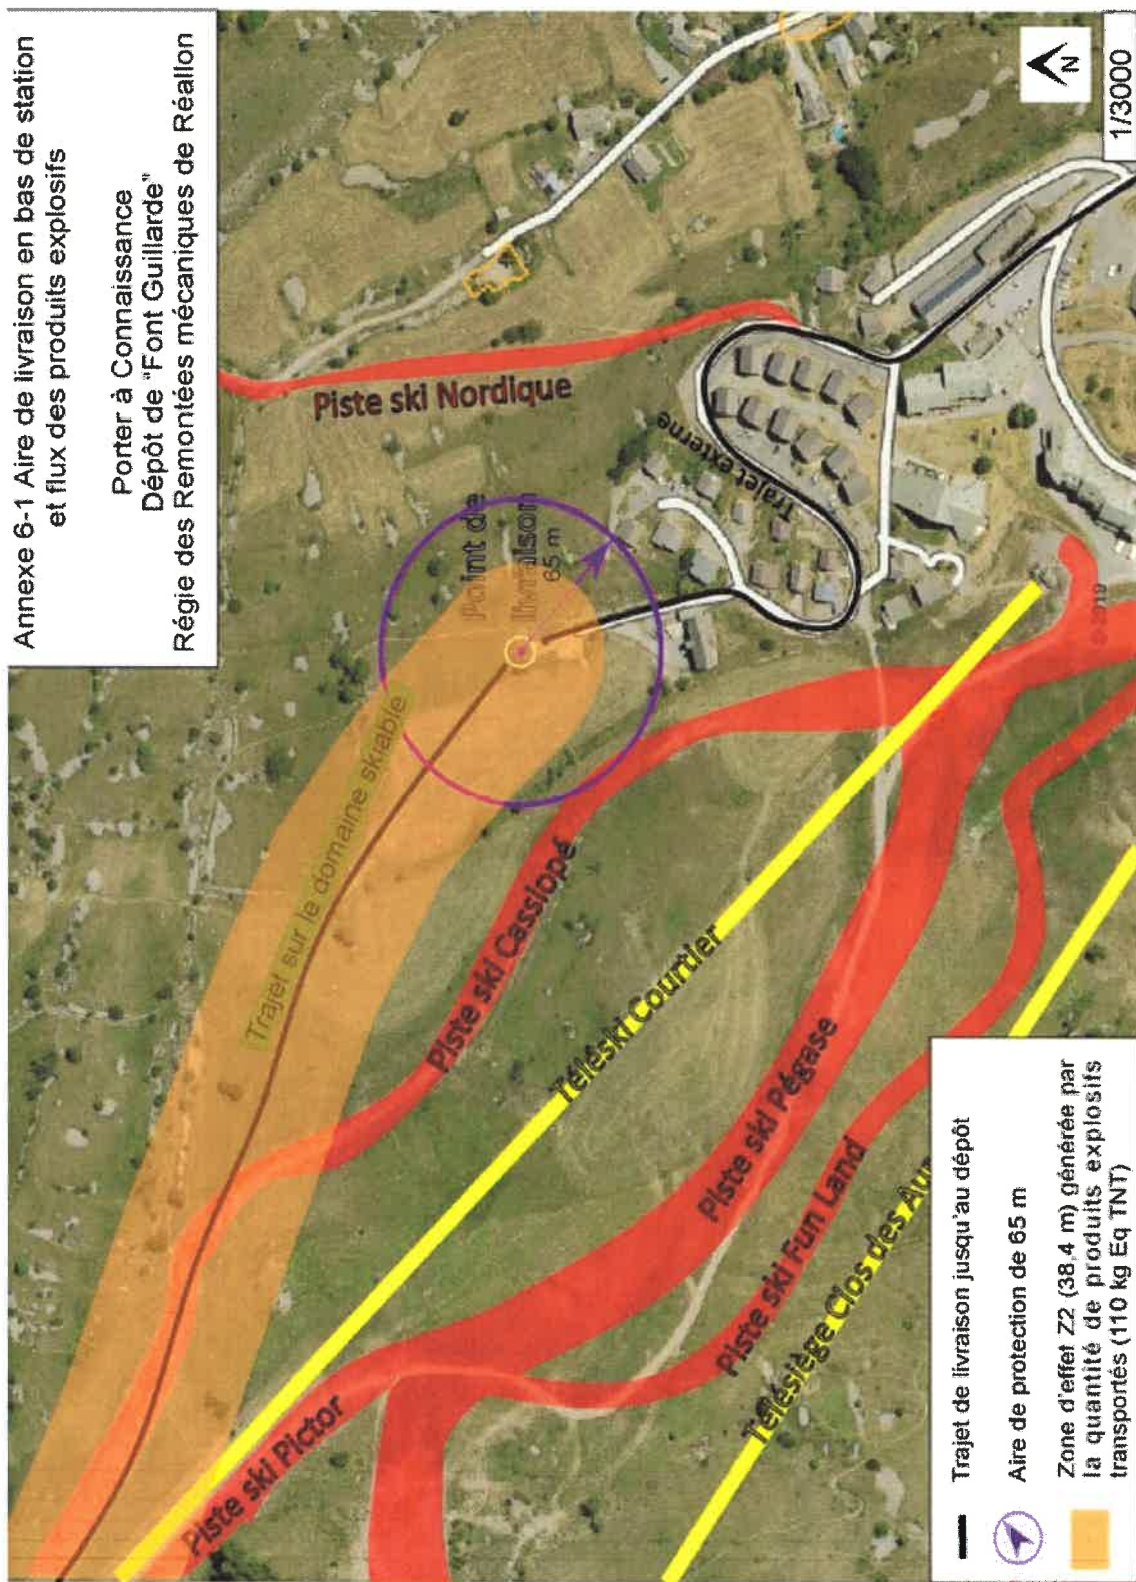 Annexe 6-1 Aire de livraison en bas de station
et flux des produits explosifs
Porter à Connaissance
Dépôt de "Font Guillarde"
Régie des Remontées mécaniques de Réallon
N
1/3000
Piste ski Nordique
Point de
livraison
65 m
Trajet externe
Trajet sur le domaine skiable
Piste ski Cassiopé
Téléski Courtier
Piste ski Pégase
Piste ski Fun Land
Piste ski Pictor
Télésiège Clos des Aur
©2019
Trajet de livraison jusqu'au dépôt
Aire de protection de 65 m
Zone d'effet Z2 (38,4 m) générée par
la quantité de produits explosifs
transportés (110 kg Eq TNT)